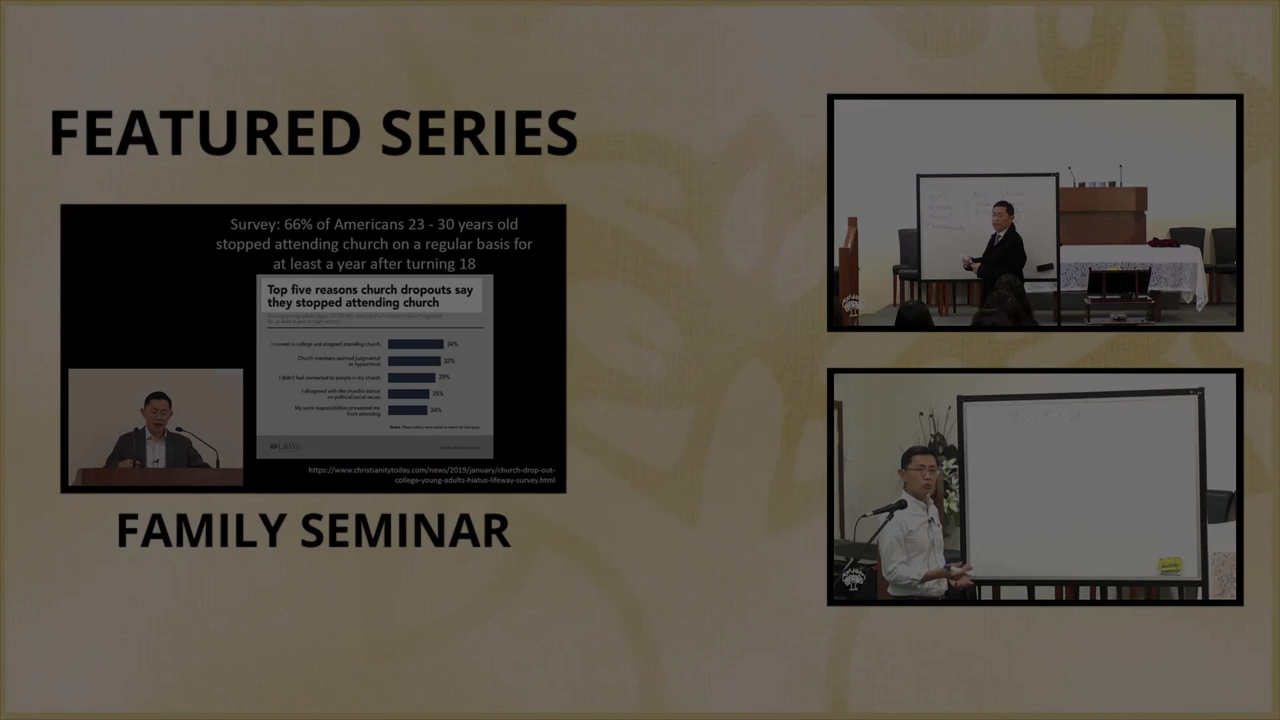 FEATURED SERIES
Survey: 66% of Americans 23 - 30 years old
stopped attending church on a regular basis for
at least a year after turning 18
Top five reasons church dropouts say
they stopped attending church
I moved to college and stopped attending church.
34%
Church members seemed judgmental
or hypocritical.
32%
I didn't feel connected to people in my church.
29%
I disagreed with the church's stance
on political/social issues.
25%
My work responsibilities prevented me
from attending.
24%
https://www.christianitytoday.com/news/2019/january/church-drop-out-
college-young-adults-hiatus-lifeway-survey.html
FAMILY SEMINAR